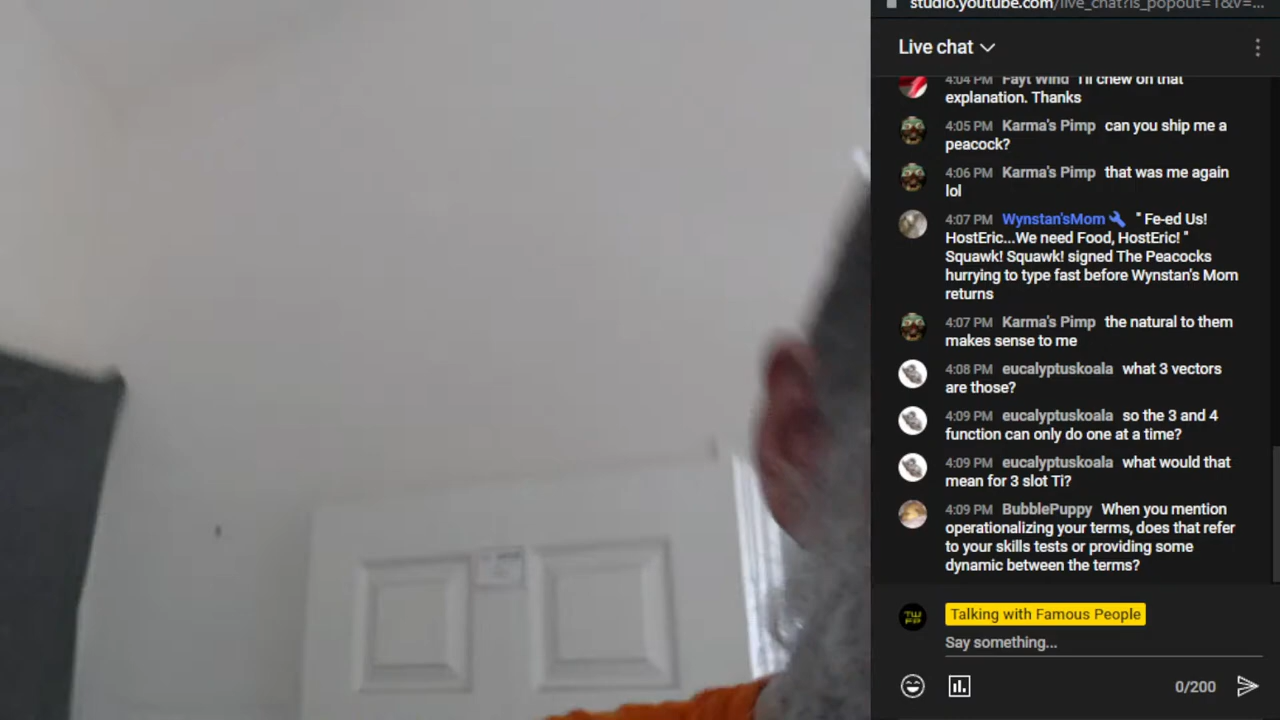 studio.youtube.com/live_chat?is_popout=1&v=...
Live chat
4:04 PM Fayt Wind I'll chew on that
explanation. Thanks
4:05 PM Karma's Pimp can you ship me a
peacock?
4:06 PM Karma's Pimp that was me again
lol
4:07 PM Wynstan'sMom " Fe-ed Us!
HostEric...We need Food, HostEric! "
Squawk! Squawk! signed The Peacocks
hurrying to type fast before Wynstan's Mom
returns
4:07 PM Karma's Pimp the natural to them
makes sense to me
4:08 PM eucalyptuskoala what 3 vectors
are those?
4:09 PM eucalyptuskoala so the 3 and 4
function can only do one at a time?
4:09 PM eucalyptuskoala what would that
mean for 3 slot Ti?
4:09 PM BubblePuppy When you mention
operationalizing your terms, does that refer
to your skills tests or providing some
dynamic between the terms?
TW
FP
Talking with Famous People
Say something...
0/200